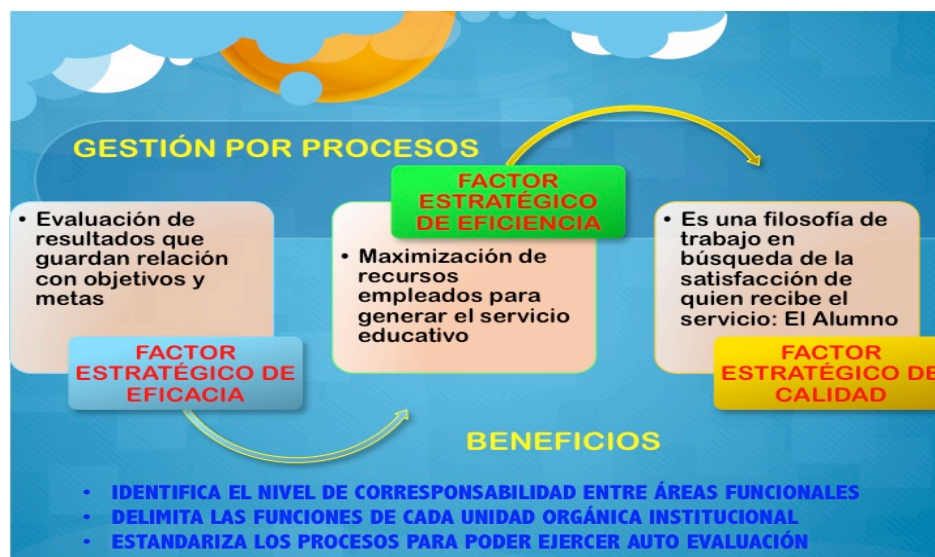 GESTIÓN POR PROCESOS
• Evaluación de
resultados que
guardan relación
con objetivos y
metas
FACTOR
ESTRATÉGICO DE
EFICACIA
FACTOR
ESTRATÉGICO
DE EFICIENCIA
• Maximización de
recursos
empleados para
generar el servicio
educativo
• Es una filosofía de
trabajo en
búsqueda de la
satisfacción de
quien recibe el
servicio: El Alumno
FACTOR
ESTRATÉGICO DE
CALIDAD
BENEFICIOS
• IDENTIFICA EL NIVEL DE CORRESPONSABILIDAD ENTRE ÁREAS FUNCIONALES
• DELIMITA LAS FUNCIONES DE CADA UNIDAD ORGÁNICA INSTITUCIONAL
• ESTANDARIZA LOS PROCESOS PARA PODER EJERCER AUTO EVALUACIÓN